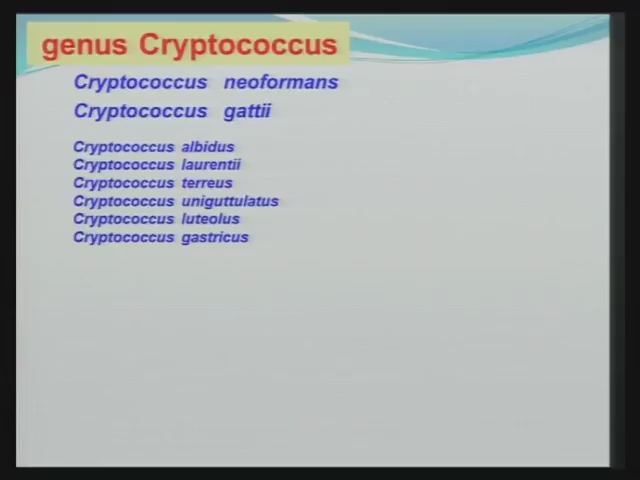 genus Cryptococcus
Cryptococcus neoformans
Cryptococcus gattii
Cryptococcus albidus
Cryptococcus laurentii
Cryptococcus terreus
Cryptococcus uniguttulatus
Cryptococcus luteolus
Cryptococcus gastricus